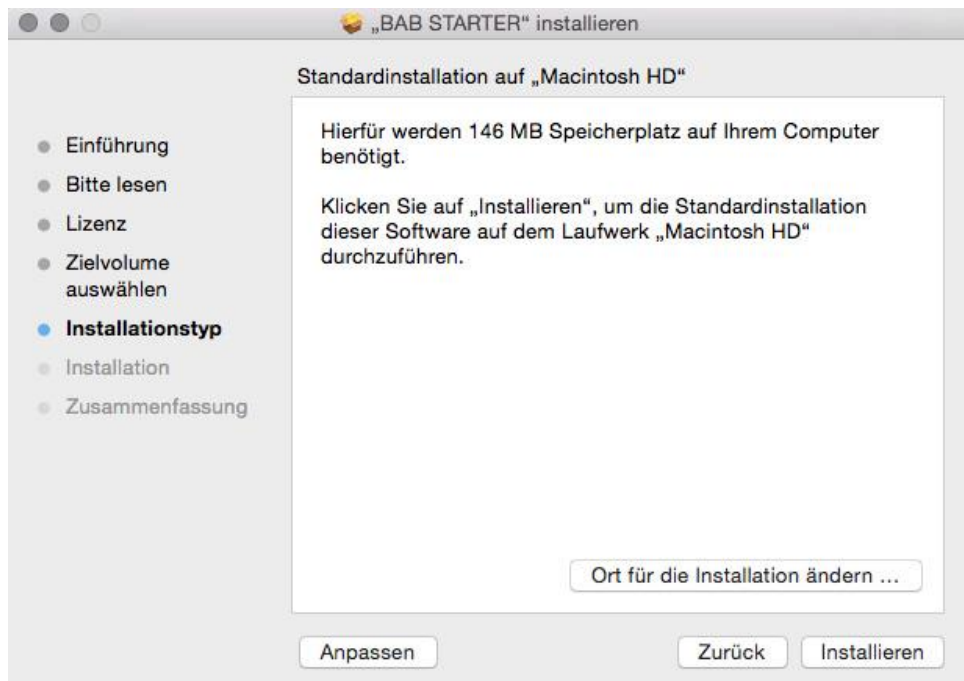 „BAB STARTER“ installieren
Standardinstallation auf „Macintosh HD“
Einführung
Bitte lesen
Lizenz
Zielvolume
auswählen
Installationstyp
Installation
Zusammenfassung
Hierfür werden 146 MB Speicherplatz auf Ihrem Computer
benötigt.
Klicken Sie auf „Installieren“, um die Standardinstallation
dieser Software auf dem Laufwerk „Macintosh HD“
durchzuführen.
Ort für die Installation ändern ...
Anpassen
Zurück
Installieren